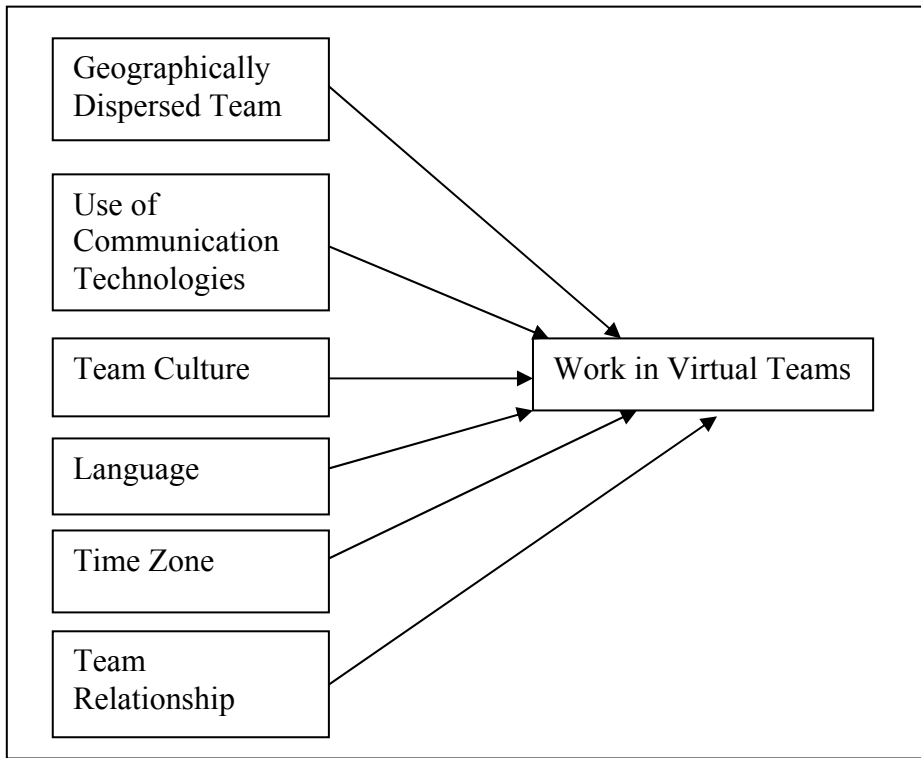 Geographically
Dispersed Team
Use of
Communication
Technologies
Team Culture
Work in Virtual Teams
Language
Time Zone
Team
Relationship